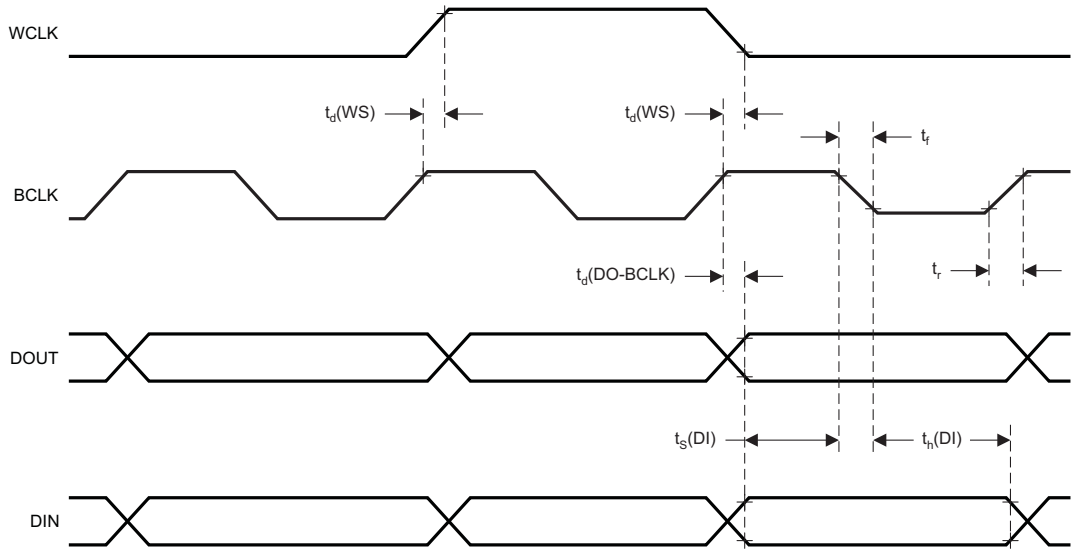 WCLK
t_d(WS)
t_d(WS)
t_f
BCLK
t_d(DO-BCLK)
t_r
DOUT
t_S(DI)
t_h(DI)
DIN